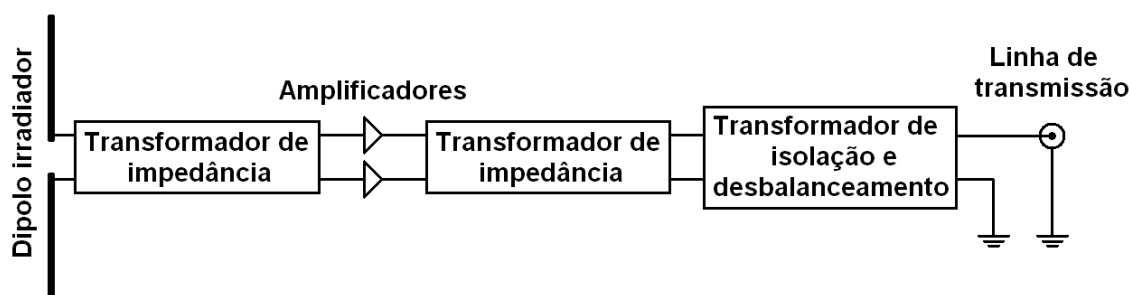 Dipolo irradiador
Transformador de
impedância
Amplificadores
Transformador de
impedância
Transformador de
isolação e
desbalanceamento
Linha de
transmissão